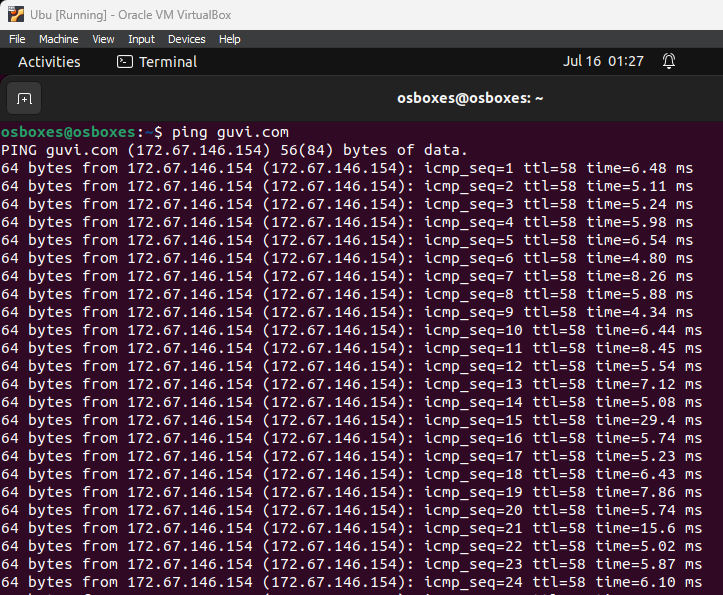 Ubu [Running] - Oracle VM VirtualBox
File Machine View Input Devices Help
Activities Terminal Jul 16 01:27
osboxes@osboxes: ~
osboxes@osboxes:~$ ping guvi.com
PING guvi.com (172.67.146.154) 56(84) bytes of data.
64 bytes from 172.67.146.154 (172.67.146.154): icmp_seq=1 ttl=58 time=6.48 ms
64 bytes from 172.67.146.154 (172.67.146.154): icmp_seq=2 ttl=58 time=5.11 ms
64 bytes from 172.67.146.154 (172.67.146.154): icmp_seq=3 ttl=58 time=5.24 ms
64 bytes from 172.67.146.154 (172.67.146.154): icmp_seq=4 ttl=58 time=5.98 ms
64 bytes from 172.67.146.154 (172.67.146.154): icmp_seq=5 ttl=58 time=6.54 ms
64 bytes from 172.67.146.154 (172.67.146.154): icmp_seq=6 ttl=58 time=4.80 ms
64 bytes from 172.67.146.154 (172.67.146.154): icmp_seq=7 ttl=58 time=8.26 ms
64 bytes from 172.67.146.154 (172.67.146.154): icmp_seq=8 ttl=58 time=5.88 ms
64 bytes from 172.67.146.154 (172.67.146.154): icmp_seq=9 ttl=58 time=4.34 ms
64 bytes from 172.67.146.154 (172.67.146.154): icmp_seq=10 ttl=58 time=6.44 ms
64 bytes from 172.67.146.154 (172.67.146.154): icmp_seq=11 ttl=58 time=8.45 ms
64 bytes from 172.67.146.154 (172.67.146.154): icmp_seq=12 ttl=58 time=5.54 ms
64 bytes from 172.67.146.154 (172.67.146.154): icmp_seq=13 ttl=58 time=7.12 ms
64 bytes from 172.67.146.154 (172.67.146.154): icmp_seq=14 ttl=58 time=5.08 ms
64 bytes from 172.67.146.154 (172.67.146.154): icmp_seq=15 ttl=58 time=29.4 ms
64 bytes from 172.67.146.154 (172.67.146.154): icmp_seq=16 ttl=58 time=5.74 ms
64 bytes from 172.67.146.154 (172.67.146.154): icmp_seq=17 ttl=58 time=5.23 ms
64 bytes from 172.67.146.154 (172.67.146.154): icmp_seq=18 ttl=58 time=6.43 ms
64 bytes from 172.67.146.154 (172.67.146.154): icmp_seq=19 ttl=58 time=7.86 ms
64 bytes from 172.67.146.154 (172.67.146.154): icmp_seq=20 ttl=58 time=5.74 ms
64 bytes from 172.67.146.154 (172.67.146.154): icmp_seq=21 ttl=58 time=15.6 ms
64 bytes from 172.67.146.154 (172.67.146.154): icmp_seq=22 ttl=58 time=5.02 ms
64 bytes from 172.67.146.154 (172.67.146.154): icmp_seq=23 ttl=58 time=5.87 ms
64 bytes from 172.67.146.154 (172.67.146.154): icmp_seq=24 ttl=58 time=6.10 ms